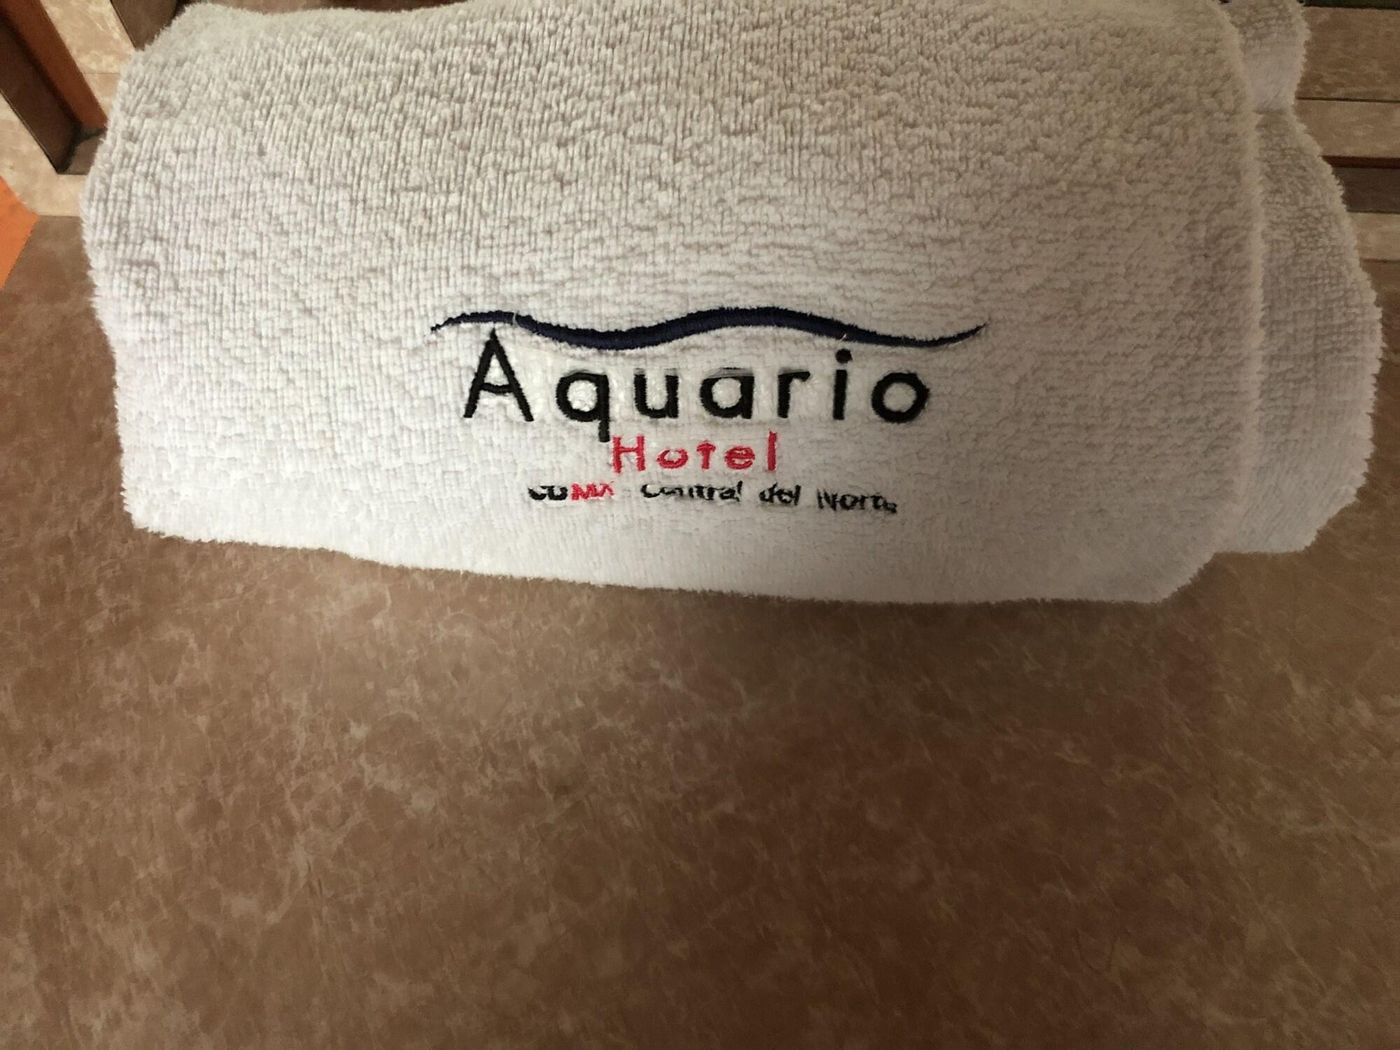 Aquario
Hotel
CDMX Central del Norte